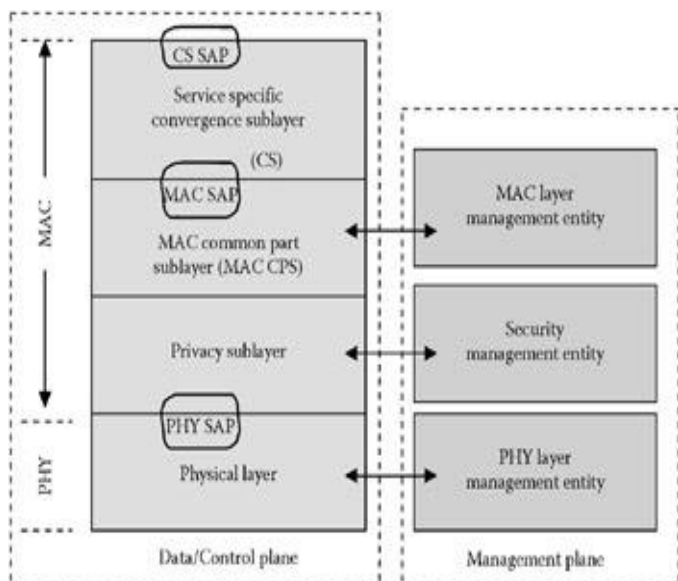 CS SAP
Service specific
convergence sublayer
(CS)
MAC SAP
MAC common part
sublayer (MAC CPS)
Privacy sublayer
PHY SAP
Physical layer
Data/Control plane
MAC
PHY
MAC layer
management entity
Security
management entity
PHY layer
management entity
Management plane